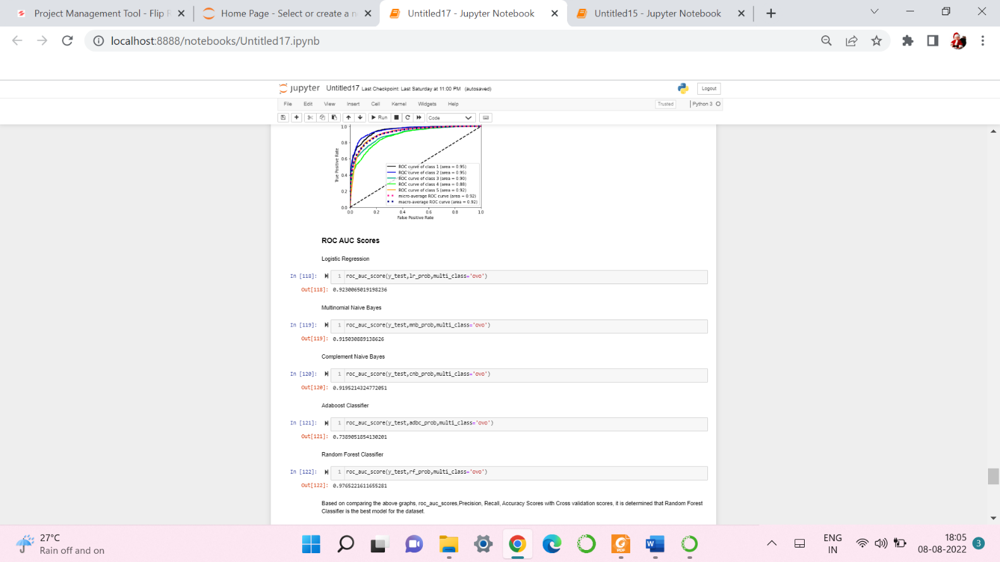 Project Management Tool - Flip R
Home Page - Select or create a n
Untitled17 - Jupyter Notebook
Untitled15 - Jupyter Notebook
localhost:8888/notebooks/Untitled17.ipynb
jupyter Untitled17 Last Checkpoint: Last Saturday at 11:00 PM (autosaved)
Logout
File Edit View Insert Cell Kernel Widgets Help
Trusted
Python 3
Run
Code
1.0
0.8
0.6
0.4
0.2
0.0
True Positive Rate
ROC curve of class 1 (area = 0.95)
ROC curve of class 2 (area = 0.95)
ROC curve of class 3 (area = 0.90)
ROC curve of class 4 (area = 0.88)
ROC curve of class 5 (area = 0.92)
micro-average ROC curve (area = 0.92)
macro-average ROC curve (area = 0.92)
0.0 0.2 0.4 0.6 0.8 1.0
False Positive Rate
ROC AUC Scores
Logistic Regression
In [118]: 1 roc_auc_score(y_test,lr_prob,multi_class='ovo')
Out[118]: 0.9230065019198236
Multinomial Naive Bayes
In [119]: 1 roc_auc_score(y_test,mnb_prob,multi_class='ovo')
Out[119]: 0.915030889138626
Complement Naive Bayes
In [120]: 1 roc_auc_score(y_test,cnb_prob,multi_class='ovo')
Out[120]: 0.9195214324772051
Adaboost Classifier
In [121]: 1 roc_auc_score(y_test,adbc_prob,multi_class='ovo')
Out[121]: 0.7389051854130201
Random Forest Classifier
In [122]: 1 roc_auc_score(y_test,rf_prob,multi_class='ovo')
Out[122]: 0.9765221611655281
Based on comparing the above graphs, roc_auc_scores,Precision, Recall, Accuracy Scores with Cross validation scores, it is determined that Random Forest
Classifier is the best model for the dataset.
27°C
Rain off and on
PDF
W
ENG
IN
18:05
08-08-2022
3